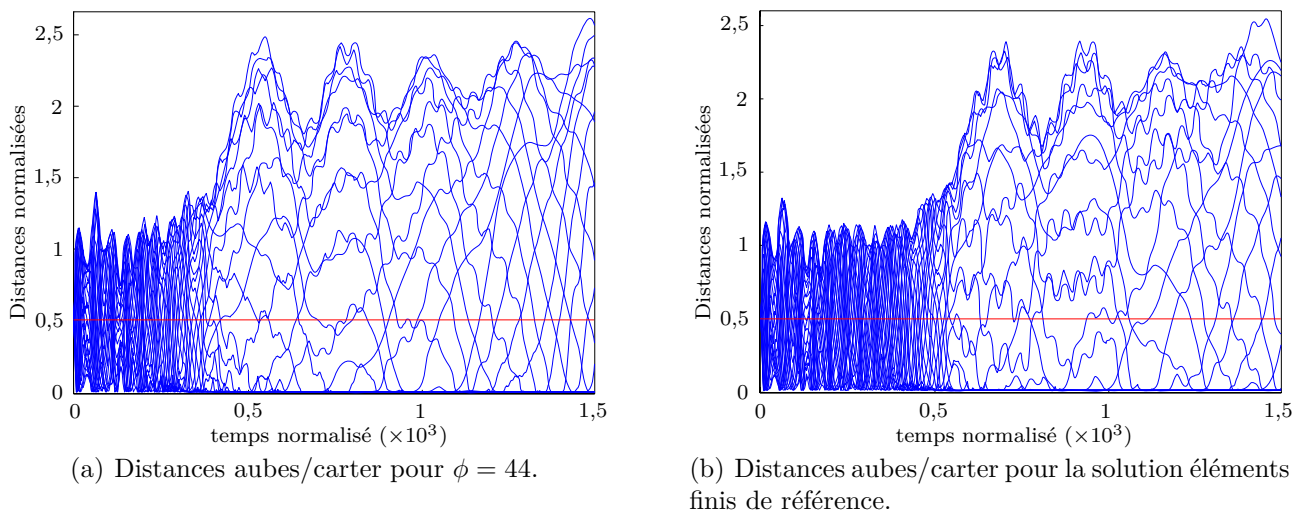 2,5
2
1,5
1
0,5
0
Distances normalisées
0
0,5
1
1,5
temps normalisé (×10³)
(a) Distances aubes/carter pour ϕ = 44.
2,5
2
1,5
1
0,5
0
Distances normalisées
0
0,5
1
1,5
temps normalisé (×10³)
(b) Distances aubes/carter pour la solution éléments
finis de référence.